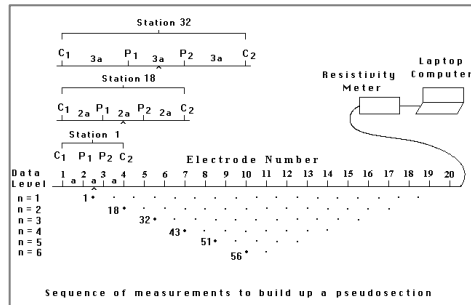 Station 32
C1 P1 P2 C2
3a 3a 3a
Station 18
C1 P1 P2 C2
2a 2a 2a
Station 1
C1 P1 P2 C2
Resistivity Meter
Laptop Computer
Electrode Number
Data Level
1 2 3 4 5 6 7 8 9 10 11 12 13 14 15 16 17 18 19 20
a a a
n = 1 1
n = 2 18
n = 3 32
n = 4 43
n = 5 51
n = 6 56
Sequence of measurements to build up a pseudosection